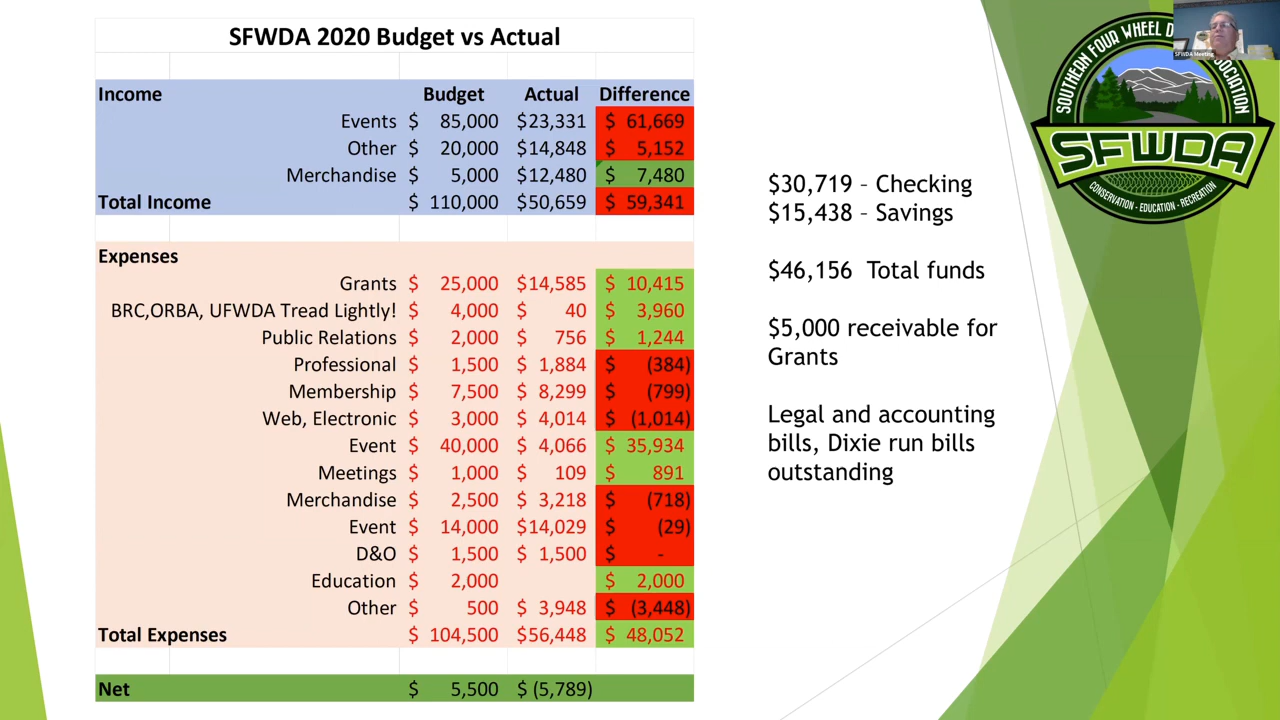 SFWDA 2020 Budget vs Actual
Income Budget Actual Difference
Events $ 85,000 $23,331 $ 61,669
Other $ 20,000 $14,848 $ 5,152
Merchandise $ 5,000 $12,480 $ 7,480
Total Income $ 110,000 $50,659 $ 59,341
Expenses
Grants $ 25,000 $14,585 $ 10,415
BRC,ORBA, UFWDA Tread Lightly! $ 4,000 $ 40 $ 3,960
Public Relations $ 2,000 $ 756 $ 1,244
Professional $ 1,500 $ 1,884 $ (384)
Membership $ 7,500 $ 8,299 $ (799)
Web, Electronic $ 3,000 $ 4,014 $ (1,014)
Event $ 40,000 $ 4,066 $ 35,934
Meetings $ 1,000 $ 109 $ 891
Merchandise $ 2,500 $ 3,218 $ (718)
Event $ 14,000 $14,029 $ (29)
D&O $ 1,500 $ 1,500 $ -
Education $ 2,000 $ 2,000
Other $ 500 $ 3,948 $ (3,448)
Total Expenses $ 104,500 $56,448 $ 48,052
Net $ 5,500 $ (5,789)
$30,719 – Checking
$15,438 – Savings
$46,156 Total funds
$5,000 receivable for
Grants
Legal and accounting
bills, Dixie run bills
outstanding
SOUTHERN FOUR WHEEL D
SOCIATION
SFWDA
CONSERVATION - EDUCATION - RECREATION
SFWDA Meeting